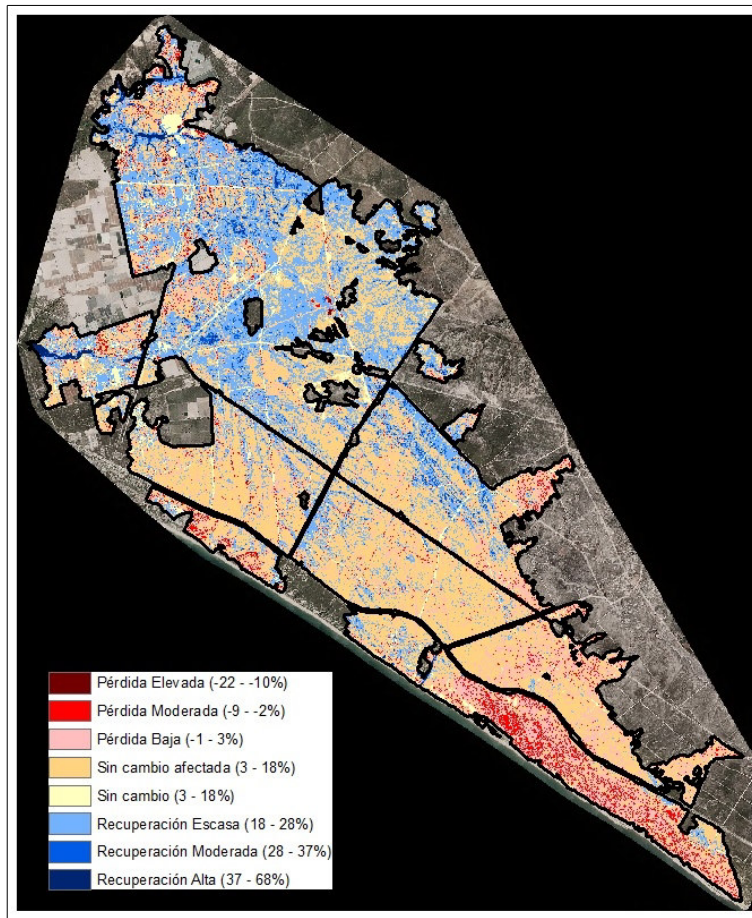 Pérdida Elevada (-22 - -10%)
Pérdida Moderada (-9 - -2%)
Pérdida Baja (-1 - 3%)
Sin cambio afectada (3 - 18%)
Sin cambio (3 - 18%)
Recuperación Escasa (18 - 28%)
Recuperación Moderada (28 - 37%)
Recuperación Alta (37 - 68%)